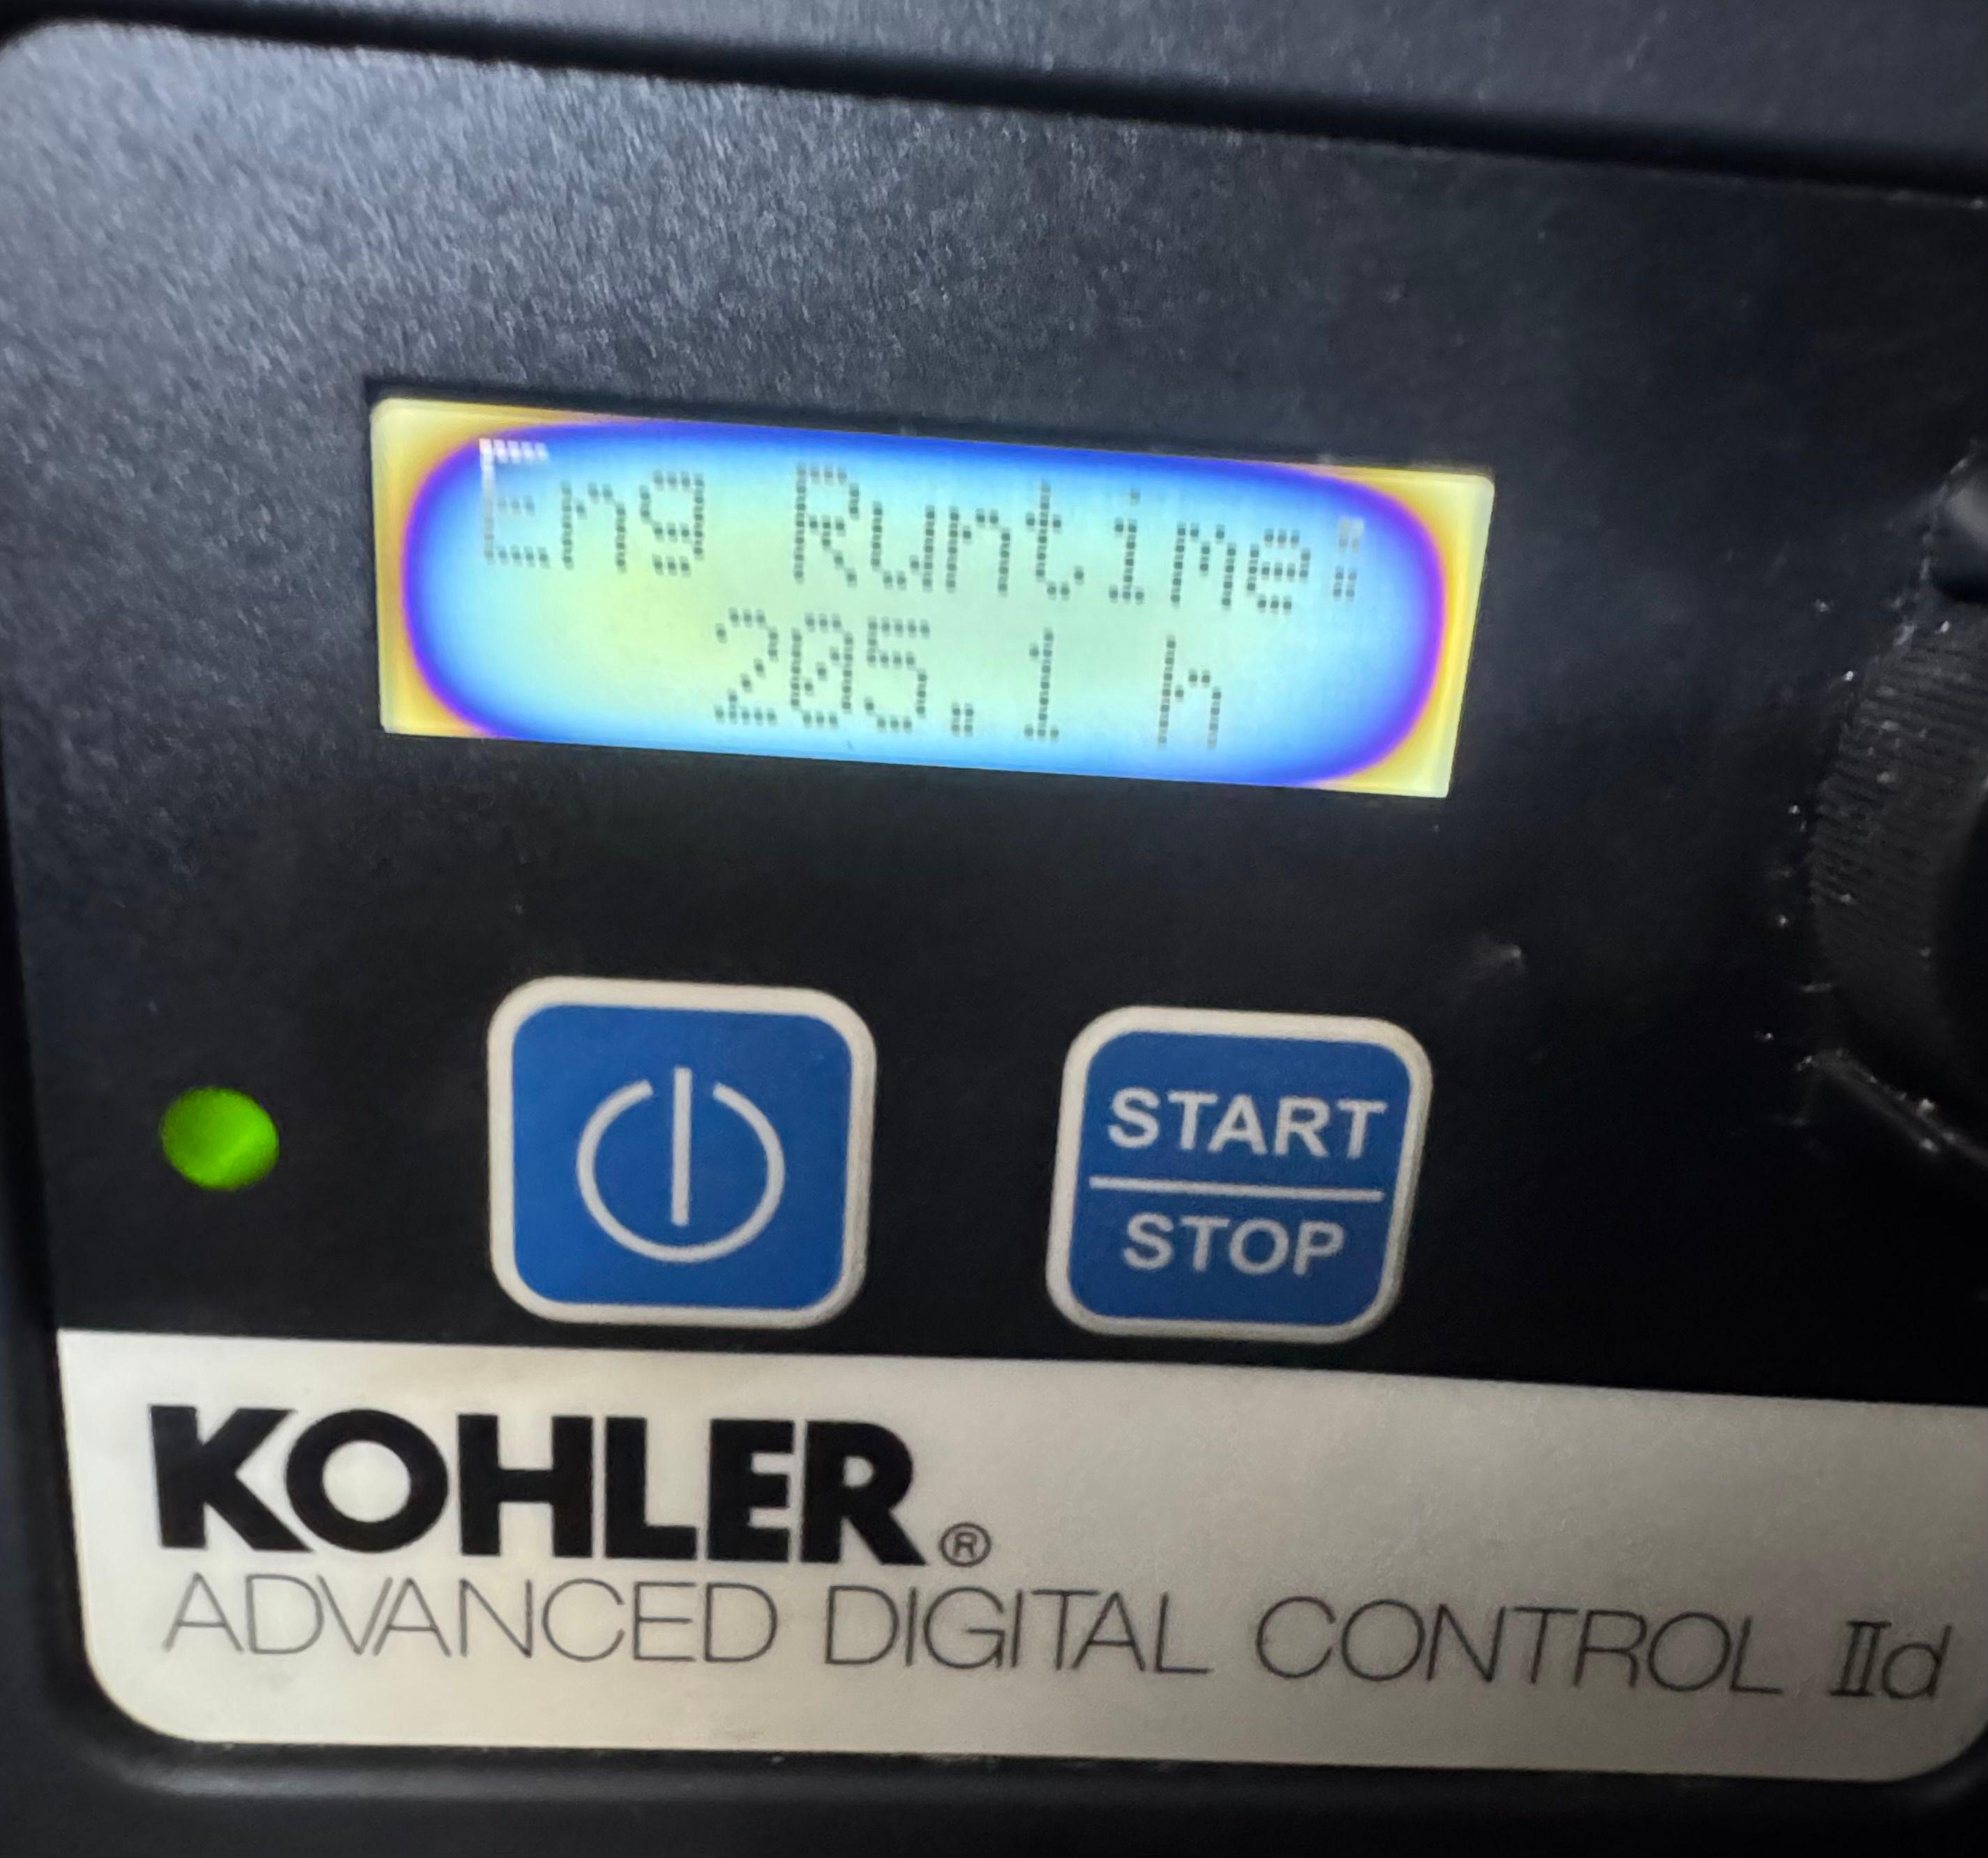 Eng Runtime:
205.1 h
START
STOP
KOHLER®
ADVANCED DIGITAL CONTROL IId